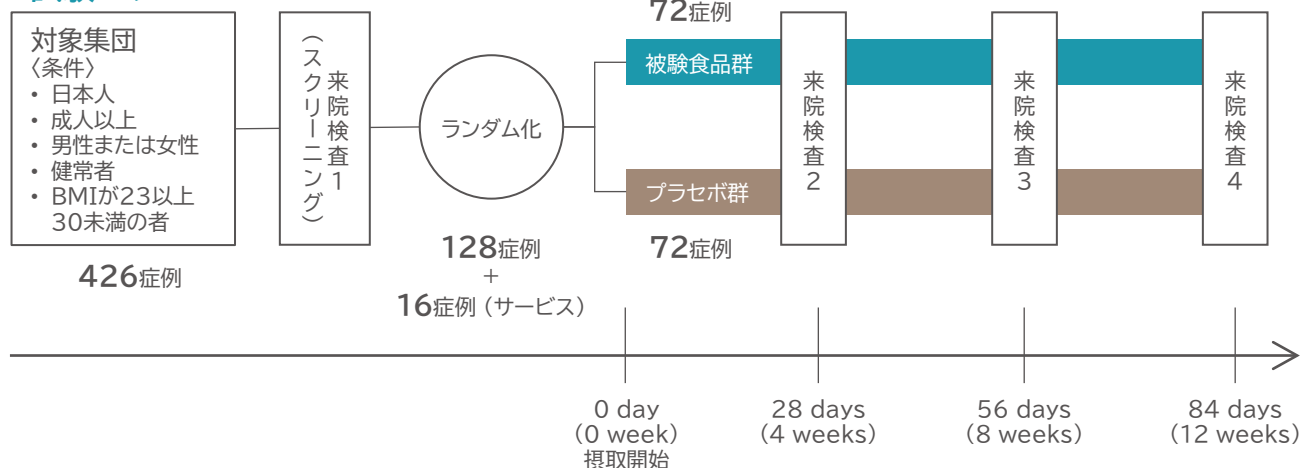 対象集団
〈条件〉
• 日本人
• 成人以上
• 男性または女性
• 健常者
• BMIが23以上
30未満の者
426症例
来院検査1
(スクリーニング)
ランダム化
128症例
+
16症例（サービス）
72症例
被験食品群
プラセボ群
72症例
来院検査2
来院検査3
来院検査4
0 day
(0 week)
摂取開始
28 days
(4 weeks)
56 days
(8 weeks)
84 days
(12 weeks)